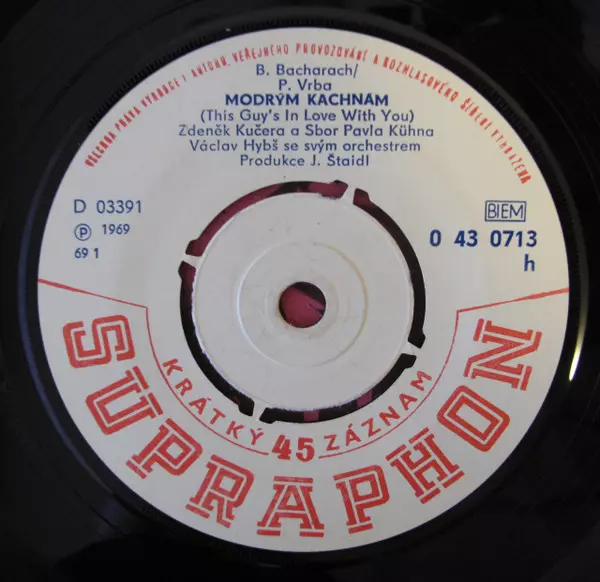 VŠECHNA PRÁVA VÝROBCE I AUTORŮ, VEŘEJNÉHO PROVOZOVÁNÍ A ROZHLASOVÉHO ŠÍŘENÍ VYHRAZENA
B. Bacharach/
P. Vrba
MODRÝM KACHNÁM
(This Guy's In Love With You)
Zdeněk Kučera a Sbor Pavla Kühna
Václav Hybš se svým orchestrem
Produkce J. Štaidl
D 03391
Ⓟ 1969
69 1
BIEM
0 43 0713
h
KRÁTKÝ 45 ZÁZNAM
SUPRAPHON